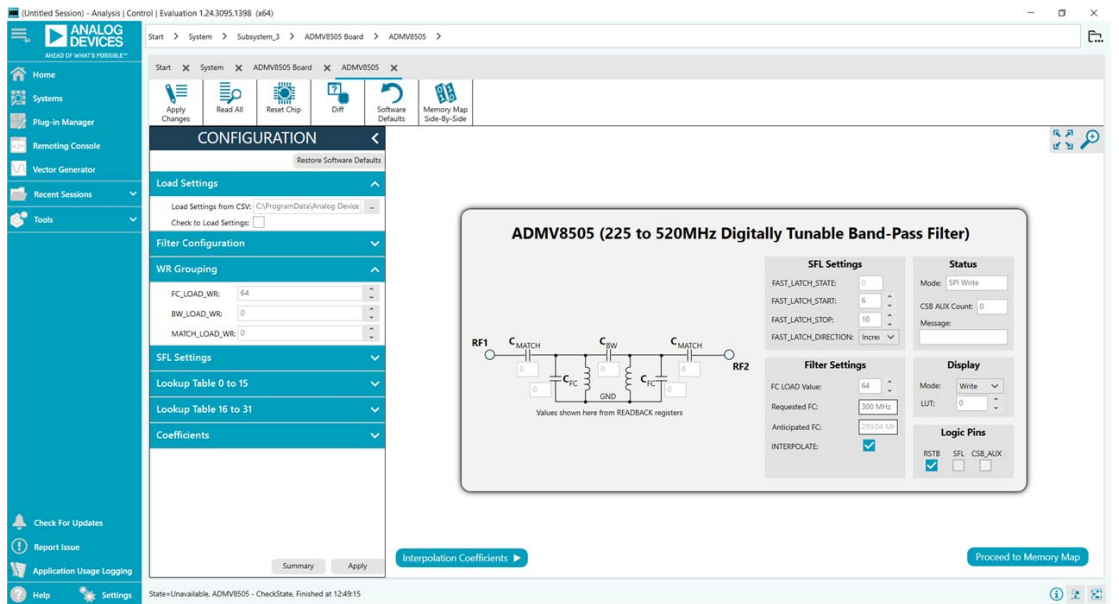 (Untitled Session) - Analysis | Control | Evaluation 1.24.3095.1398 (x64)
ANALOG
DEVICES
AHEAD OF WHAT'S POSSIBLE™
Start > System > Subsystem_3 > ADMV8505 Board > ADMV8505 >
Home
Systems
Plug-in Manager
Remoting Console
Vector Generator
Recent Sessions
Tools
Check For Updates
Report Issue
Application Usage Logging
Help Settings
Start System ADMV8505 Board ADMV8505
Apply Changes
Read All
Reset Chip
Diff
Software Defaults
Memory Map Side-By-Side
CONFIGURATION
Restore Software Defaults
Load Settings
Load Settings from CSV: C:\ProgramData\Analog Device ...
Check to Load Settings:
Filter Configuration
WR Grouping
FC_LOAD_WR: 64
BW_LOAD_WR: 0
MATCH_LOAD_WR: 0
SFL Settings
Lookup Table 0 to 15
Lookup Table 16 to 31
Coefficients
Summary Apply
ADMV8505 (225 to 520MHz Digitally Tunable Band-Pass Filter)
RF1 CMATCH CBW CMATCH RF2
0 0 0
0 CFC CFC 0
GND
Values shown here from READBACK registers
SFL Settings
FAST_LATCH_STATE: 0
FAST_LATCH_START: 6
FAST_LATCH_STOP: 10
FAST_LATCH_DIRECTION: Incre
Filter Settings
FC LOAD Value: 64
Requested FC: 300 MHz
Anticipated FC: 299.04 MH
INTERPOLATE:
Status
Mode: SPI Write
CSB AUX Count: 0
Message:
Display
Mode: Write
LUT: 0
Logic Pins
RSTB SFL CSB_AUX
Interpolation Coefficients
Proceed to Memory Map
State=Unavailable, ADMV8505 - CheckState, Finished at 12:49:15